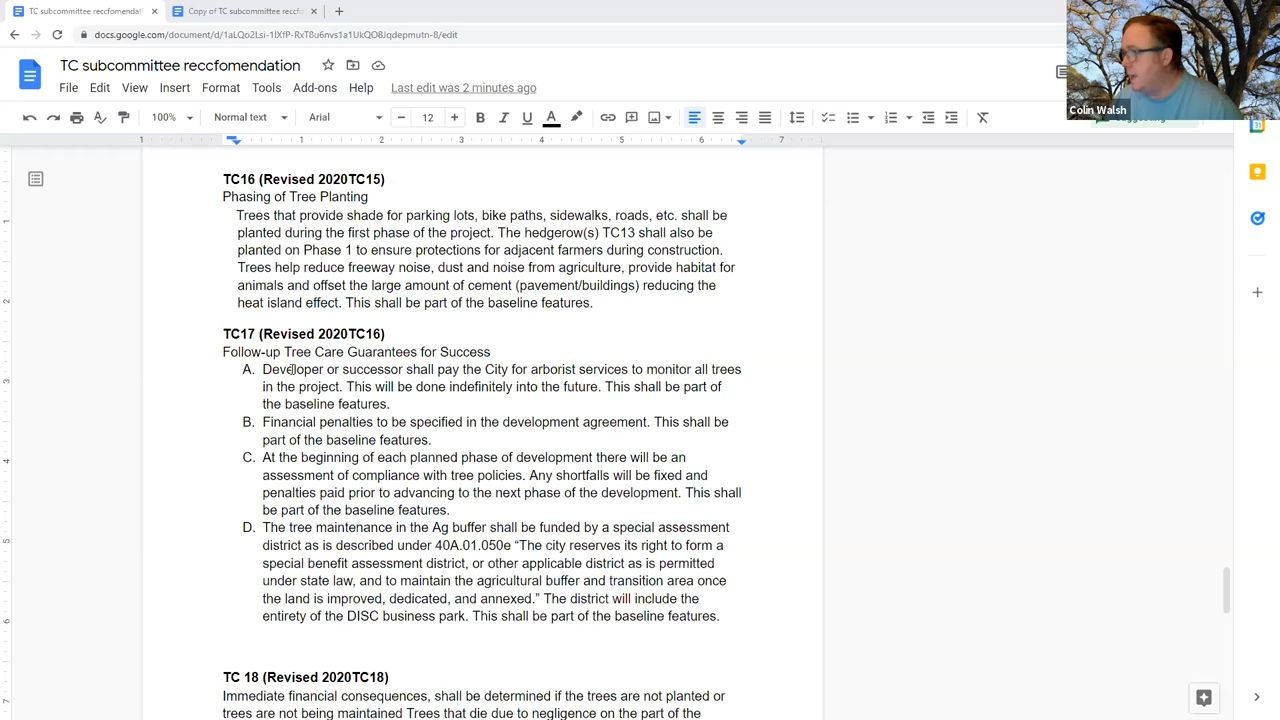 TC subcommittee reccfomendat
Copy of TC subcommittee reccfo
docs.google.com/document/d/1aLQo2Lsi-1IXfP-RxT8u6nvs1a1UkQO8Jqdepmutn-8/edit
TC subcommittee reccfomendation
File Edit View Insert Format Tools Add-ons Help Last edit was 2 minutes ago
100% Normal text Arial 12
Colin Walsh
1 1 2 3 4 5 6 7
TC16 (Revised 2020TC15)
Phasing of Tree Planting
Trees that provide shade for parking lots, bike paths, sidewalks, roads, etc. shall be
planted during the first phase of the project. The hedgerow(s) TC13 shall also be
planted on Phase 1 to ensure protections for adjacent farmers during construction.
Trees help reduce freeway noise, dust and noise from agriculture, provide habitat for
animals and offset the large amount of cement (pavement/buildings) reducing the
heat island effect. This shall be part of the baseline features.
TC17 (Revised 2020TC16)
Follow-up Tree Care Guarantees for Success
A. Developer or successor shall pay the City for arborist services to monitor all trees
in the project. This will be done indefinitely into the future. This shall be part of
the baseline features.
B. Financial penalties to be specified in the development agreement. This shall be
part of the baseline features.
C. At the beginning of each planned phase of development there will be an
assessment of compliance with tree policies. Any shortfalls will be fixed and
penalties paid prior to advancing to the next phase of the development. This shall
be part of the baseline features.
D. The tree maintenance in the Ag buffer shall be funded by a special assessment
district as is described under 40A.01.050e “The city reserves its right to form a
special benefit assessment district, or other applicable district as is permitted
under state law, and to maintain the agricultural buffer and transition area once
the land is improved, dedicated, and annexed.” The district will include the
entirety of the DISC business park. This shall be part of the baseline features.
TC 18 (Revised 2020TC18)
Immediate financial consequences, shall be determined if the trees are not planted or
trees are not being maintained Trees that die due to negligence on the part of the